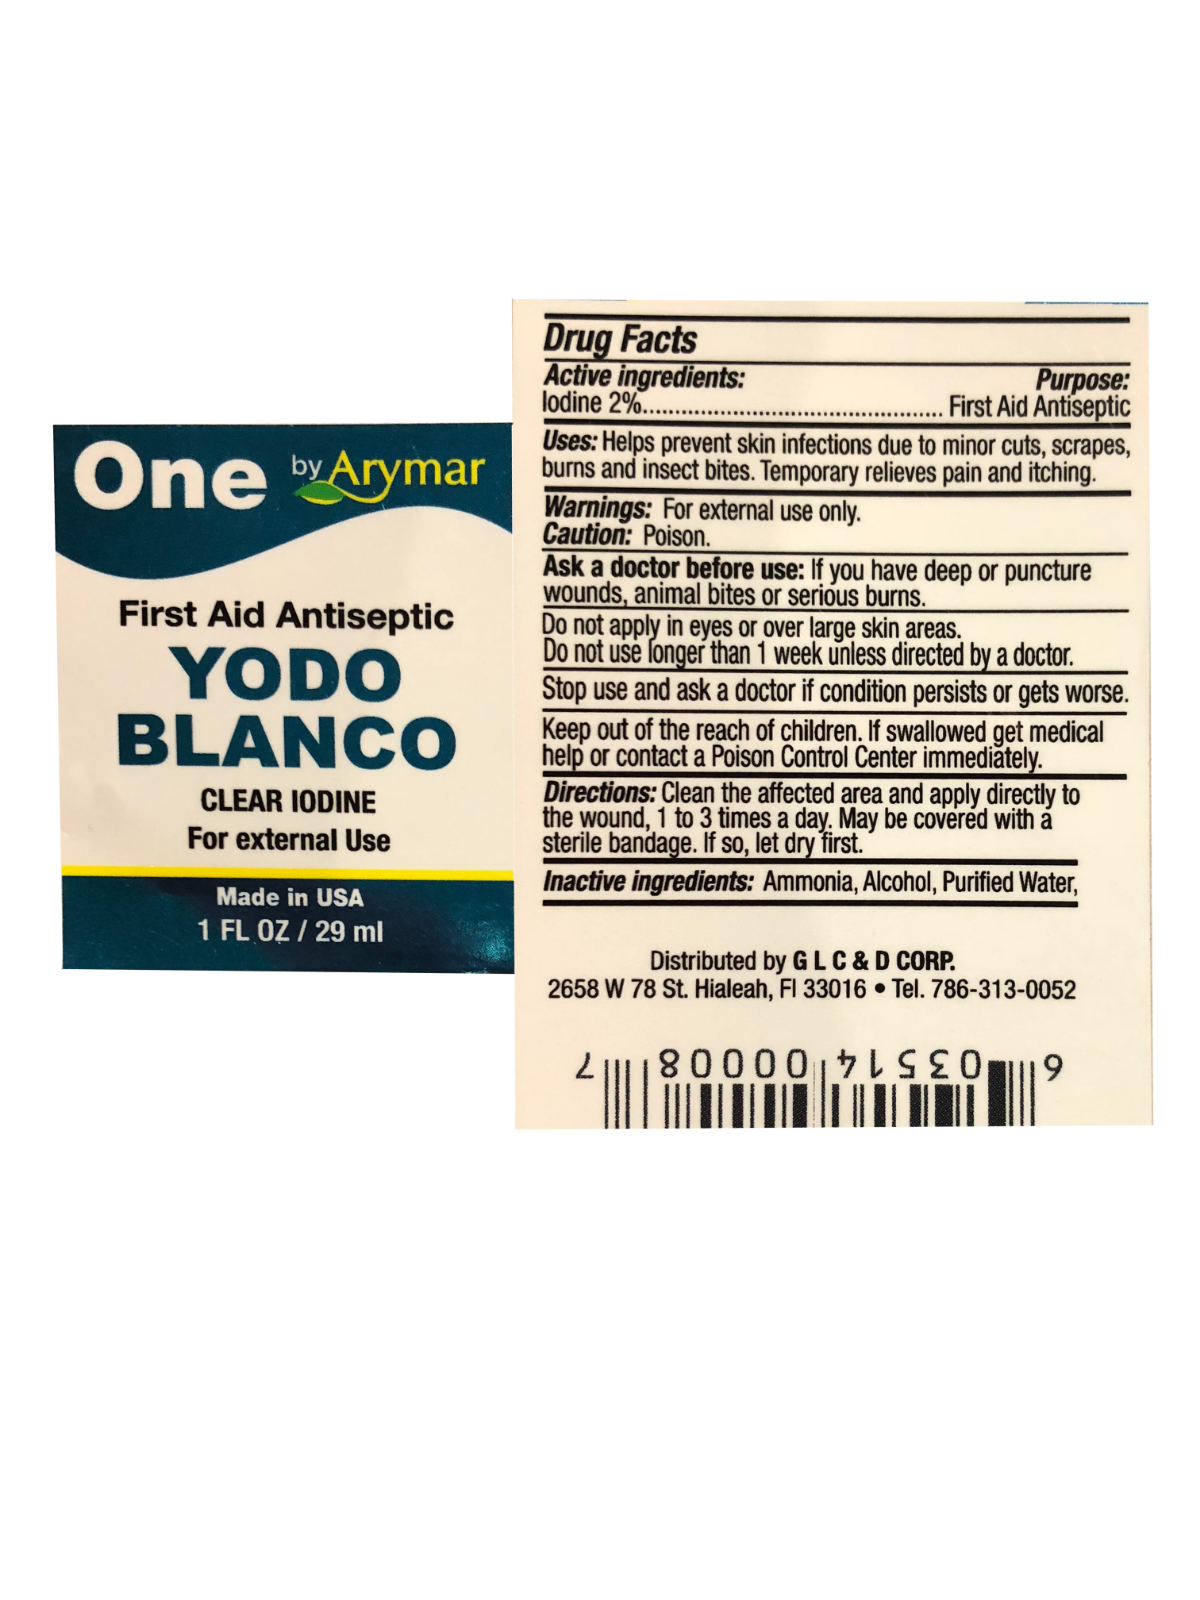 One by Arymar
First Aid Antiseptic
YODO
BLANCO
CLEAR IODINE
For external Use
Made in USA
1 FL OZ / 29 ml
Drug Facts
Active ingredients: Purpose:
Iodine 2%.............................................. First Aid Antiseptic
Uses: Helps prevent skin infections due to minor cuts, scrapes,
burns and insect bites. Temporary relieves pain and itching.
Warnings: For external use only.
Caution: Poison.
Ask a doctor before use: If you have deep or puncture
wounds, animal bites or serious burns.
Do not apply in eyes or over large skin areas.
Do not use longer than 1 week unless directed by a doctor.
Stop use and ask a doctor if condition persists or gets worse.
Keep out of the reach of children. If swallowed get medical
help or contact a Poison Control Center immediately.
Directions: Clean the affected area and apply directly to
the wound, 1 to 3 times a day. May be covered with a
sterile bandage. If so, let dry first.
Inactive ingredients: Ammonia, Alcohol, Purified Water,
Distributed by G L C & D CORP.
2658 W 78 St. Hialeah, Fl 33016 • Tel. 786-313-0052
6 03514 00008 7